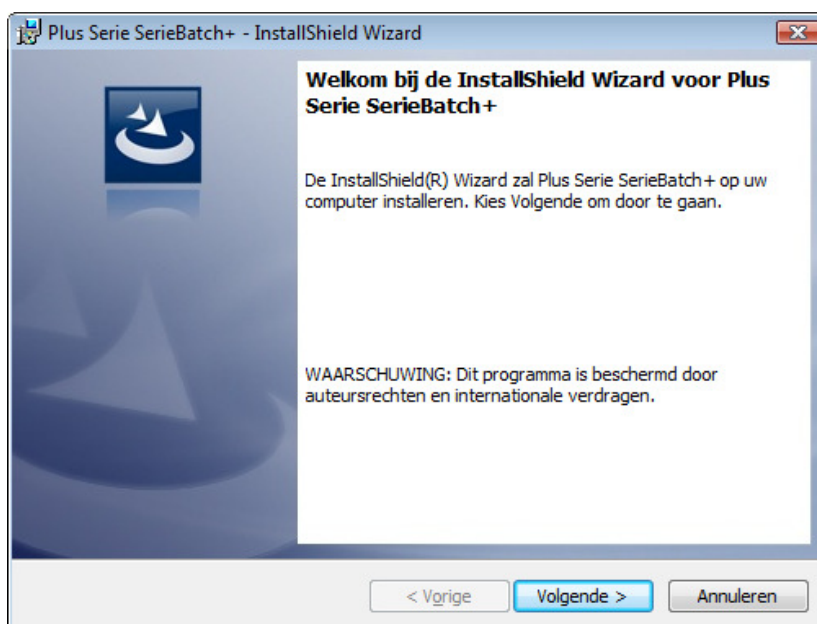 Plus Serie SerieBatch+ - InstallShield Wizard
Welkom bij de InstallShield Wizard voor Plus
Serie SerieBatch+
De InstallShield(R) Wizard zal Plus Serie SerieBatch+ op uw
computer installeren. Kies Volgende om door te gaan.
WAARSCHUWING: Dit programma is beschermd door
auteursrechten en internationale verdragen.
< Vorige
Volgende >
Annuleren